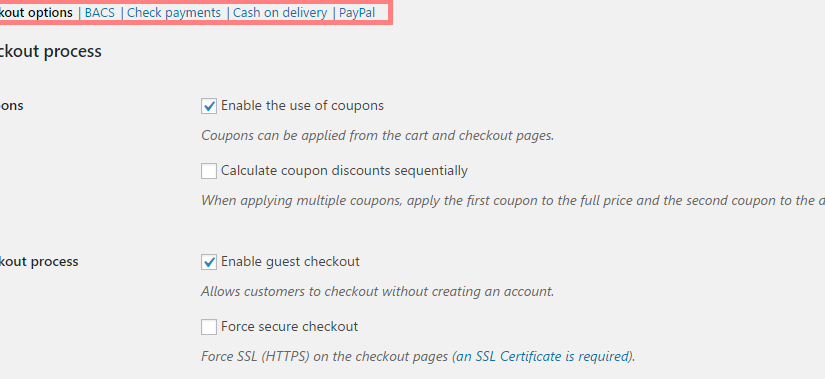 kout options | BACS | Check payments | Cash on delivery | PayPal
ckout process
ons
Enable the use of coupons
Coupons can be applied from the cart and checkout pages.
Calculate coupon discounts sequentially
When applying multiple coupons, apply the first coupon to the full price and the second coupon to the d
kout process
Enable guest checkout
Allows customers to checkout without creating an account.
Force secure checkout
Force SSL (HTTPS) on the checkout pages (an SSL Certificate is required).